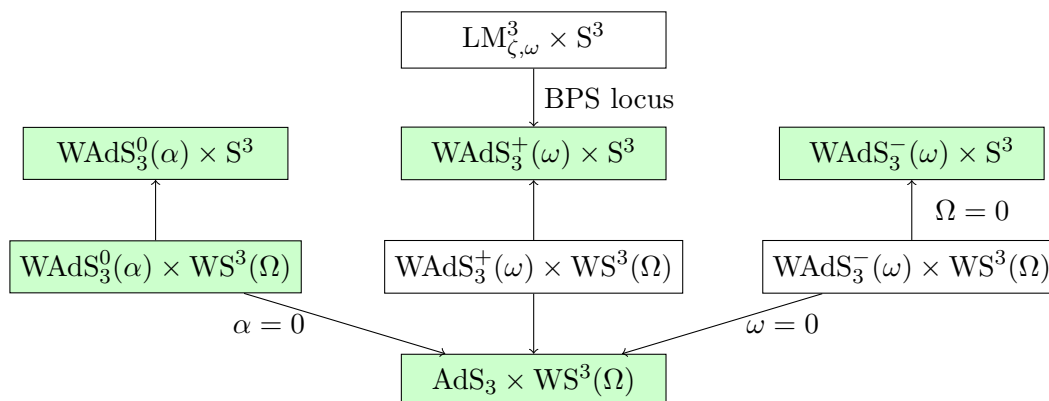 LM³_{ζ,ω} × S³
BPS locus
WAdS⁰₃(α) × S³
WAdS⁺₃(ω) × S³
WAdS⁻₃(ω) × S³
Ω = 0
WAdS⁰₃(α) × WS³(Ω)
WAdS⁺₃(ω) × WS³(Ω)
WAdS⁻₃(ω) × WS³(Ω)
α = 0
ω = 0
AdS₃ × WS³(Ω)